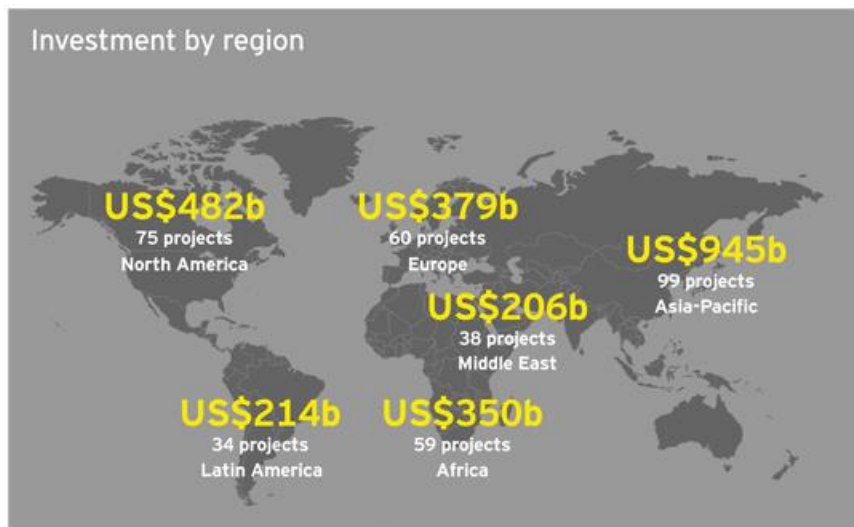 Investment by region
US$482b
75 projects
North America
US$379b
60 projects
Europe
US$945b
99 projects
Asia-Pacific
US$206b
38 projects
Middle East
US$214b
34 projects
Latin America
US$350b
59 projects
Africa